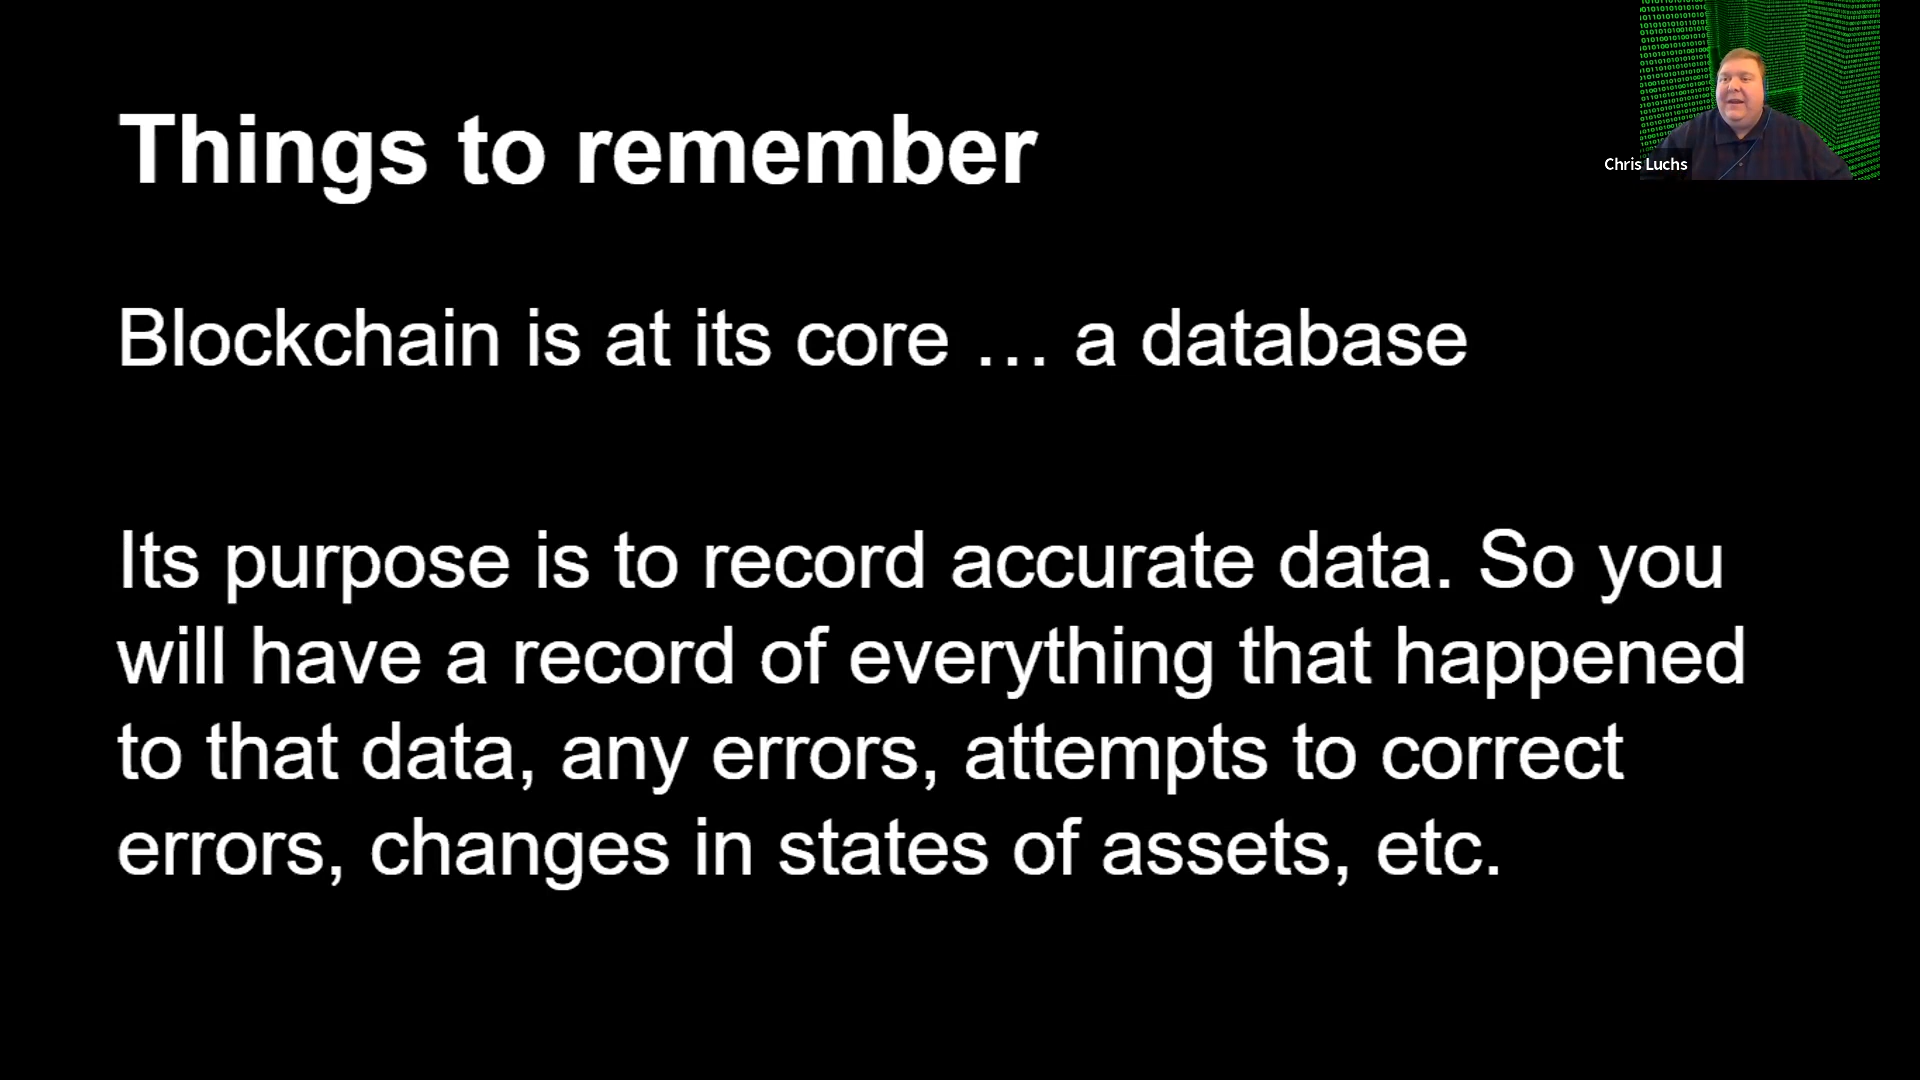 Things to remember
Chris Luchs
Blockchain is at its core … a database
Its purpose is to record accurate data. So you
will have a record of everything that happened
to that data, any errors, attempts to correct
errors, changes in states of assets, etc.